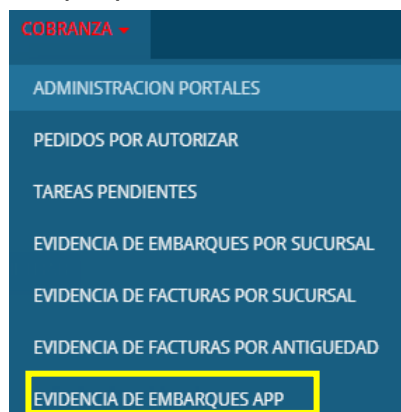 COBRANZA
ADMINISTRACION PORTALES
PEDIDOS POR AUTORIZAR
TAREAS PENDIENTES
EVIDENCIA DE EMBARQUES POR SUCURSAL
EVIDENCIA DE FACTURAS POR SUCURSAL
EVIDENCIA DE FACTURAS POR ANTIGUEDAD
EVIDENCIA DE EMBARQUES APP